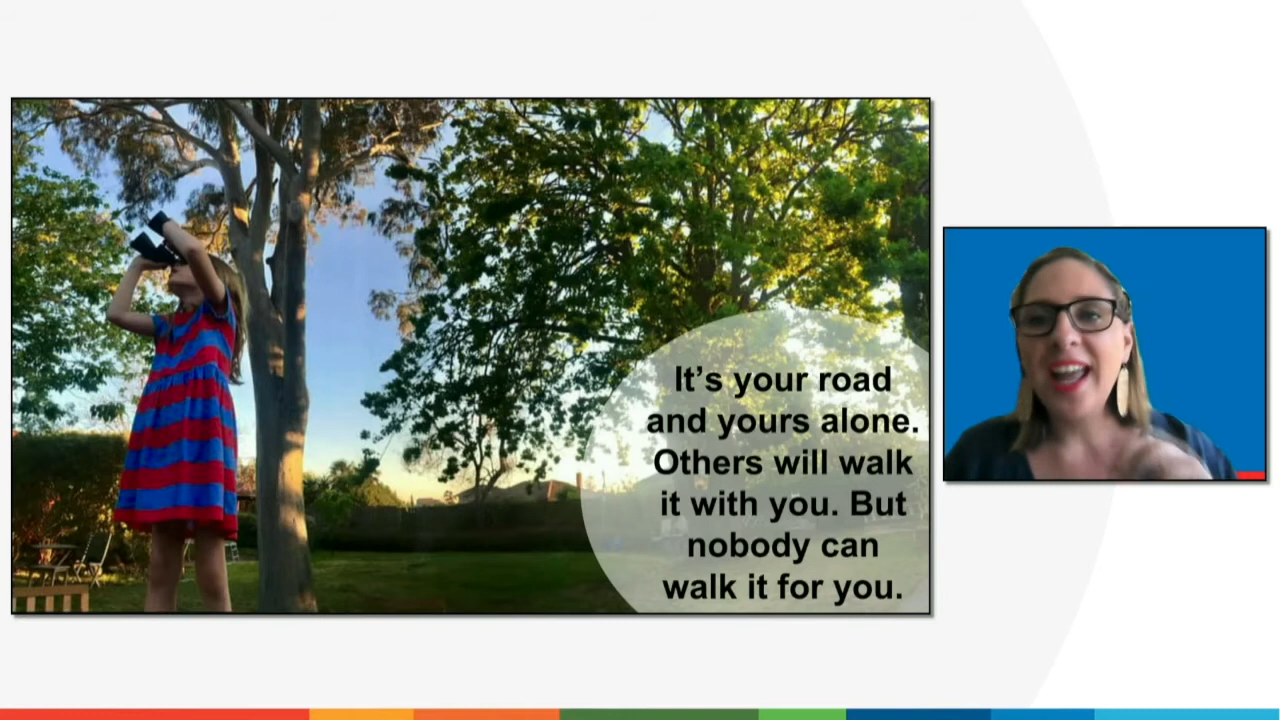 It’s your road
and yours alone.
Others will walk
it with you. But
nobody can
walk it for you.